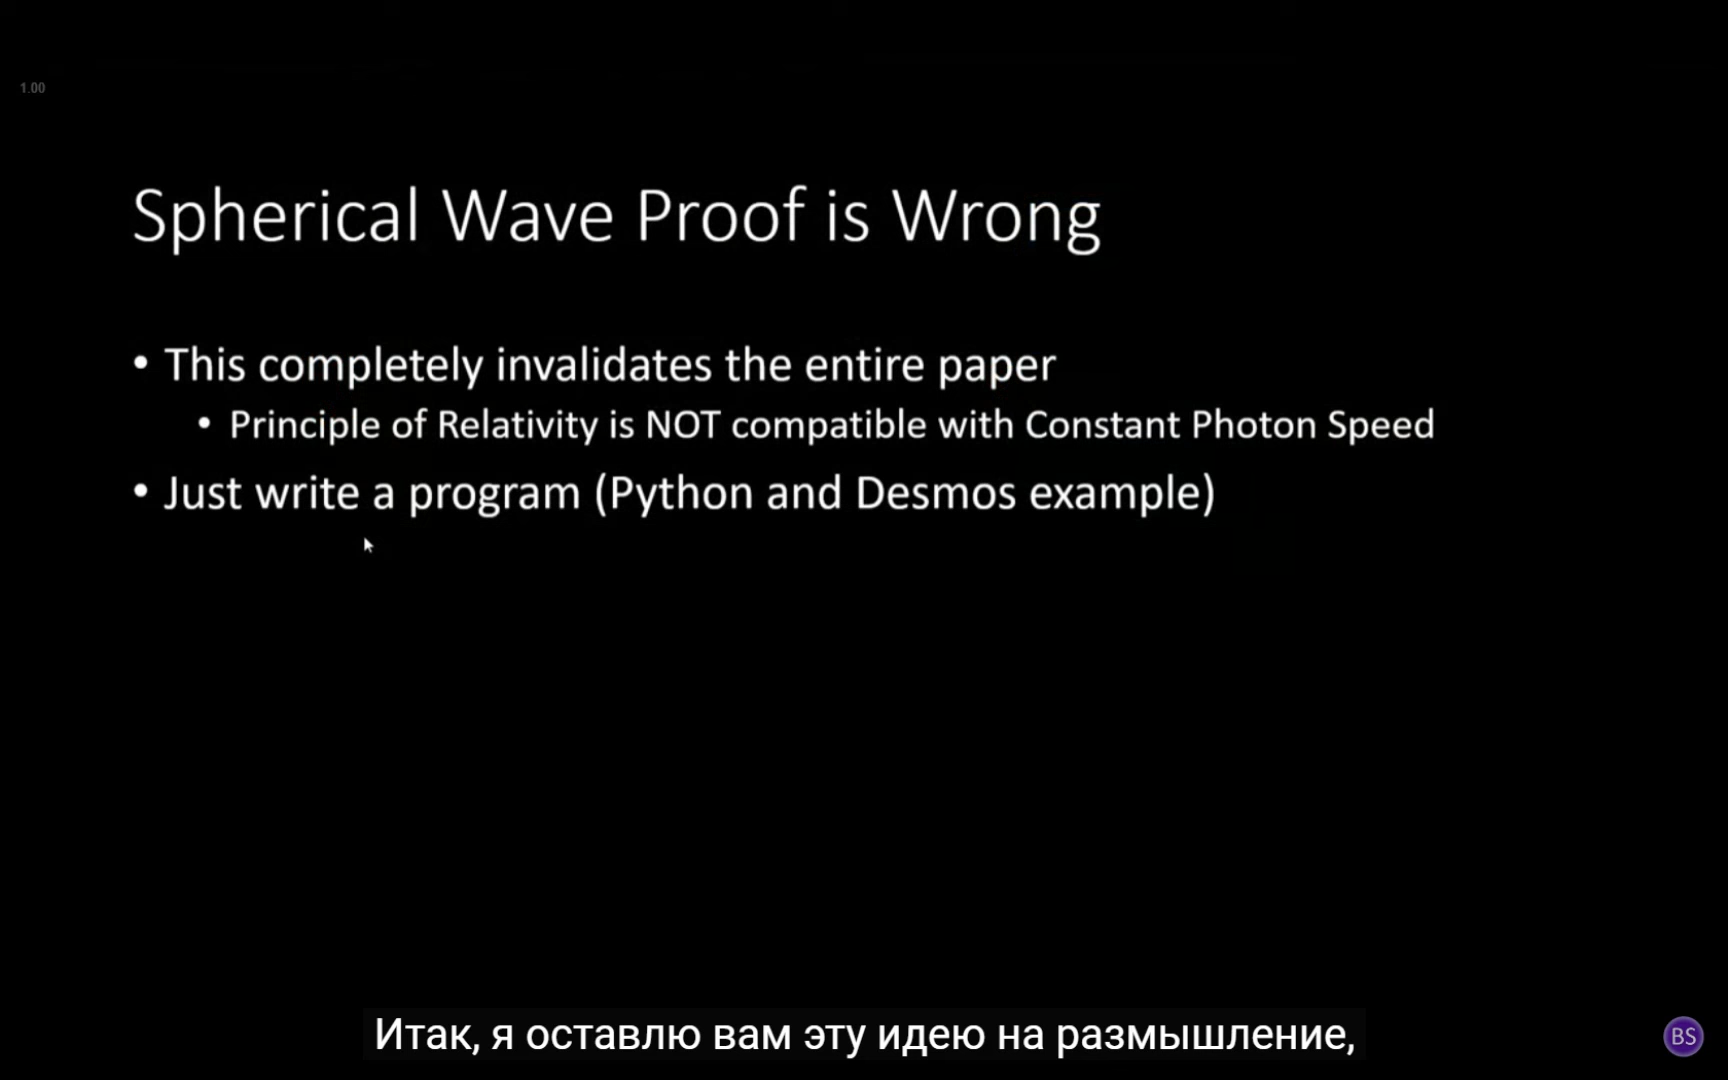 1.00
Spherical Wave Proof is Wrong
• This completely invalidates the entire paper
• Principle of Relativity is NOT compatible with Constant Photon Speed
• Just write a program (Python and Desmos example)
Итак, я оставлю вам эту идею на размышление,
BS